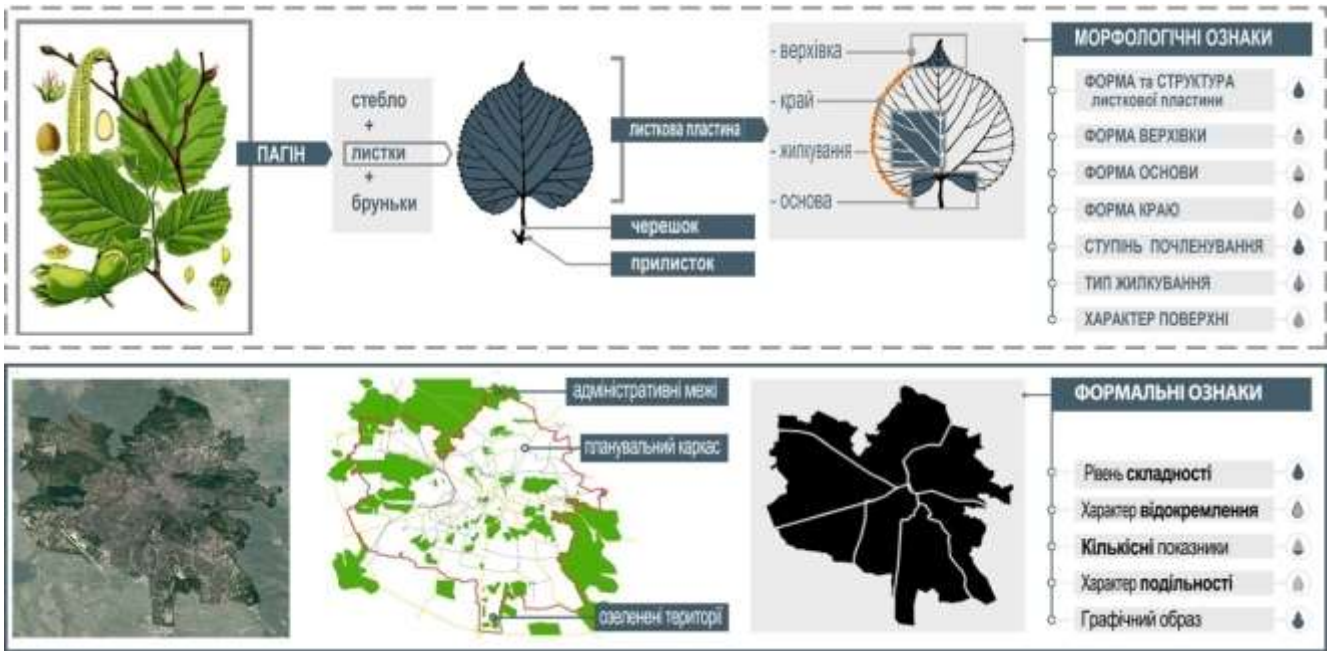 ПАГІН
стебло
+
листки
+
бруньки
листкова пластина
черешок
прилисток
- верхівка
- край
- жилкування
- основа
МОРФОЛОГІЧНІ ОЗНАКИ
ФОРМА та СТРУКТУРА
листкової пластини
ФОРМА ВЕРХІВКИ
ФОРМА ОСНОВИ
ФОРМА КРАЮ
СТУПІНЬ ПОЧЛЕНУВАННЯ
ТИП ЖИЛКУВАННЯ
ХАРАКТЕР ПОВЕРХНІ
адміністративні межі
планувальний каркас
озеленені території
ФОРМАЛЬНІ ОЗНАКИ
Рівень складності
Характер відокремлення
Кількісні показники
Характер подільності
Графічний образ